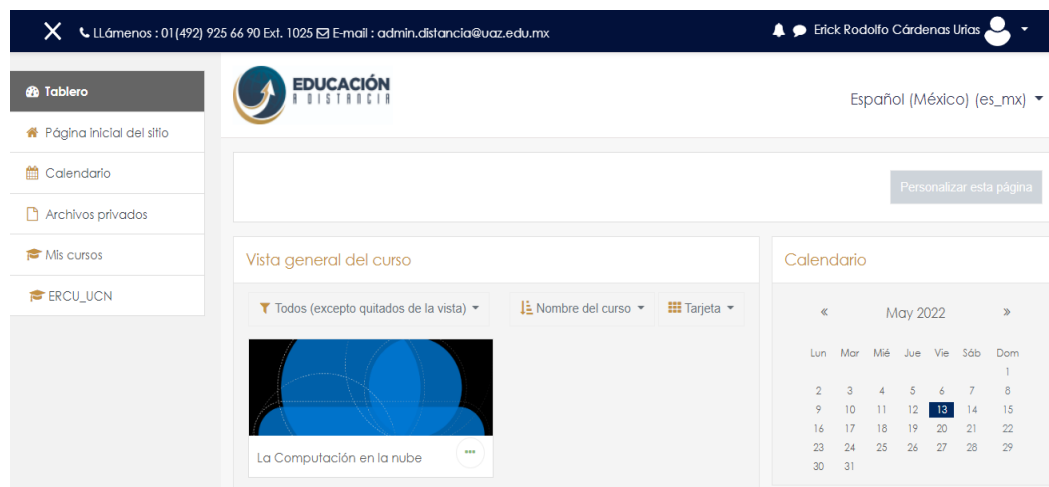 LLámenos : 01(492) 925 66 90 Ext. 1025 E-mail : admin.distancia@uaz.edu.mx
Erick Rodolfo Cárdenas Urias
EDUCACIÓN
A DISTANCIA
Español (México) (es_mx)
Tablero
Página inicial del sitio
Calendario
Archivos privados
Mis cursos
ERCU_UCN
Personalizar esta página
Vista general del curso
Todos (excepto quitados de la vista)
Nombre del curso
Tarjeta
La Computación en la nube
Calendario
« May 2022 »
Lun Mar Mié Jue Vie Sáb Dom
1
2 3 4 5 6 7 8
9 10 11 12 13 14 15
16 17 18 19 20 21 22
23 24 25 26 27 28 29
30 31